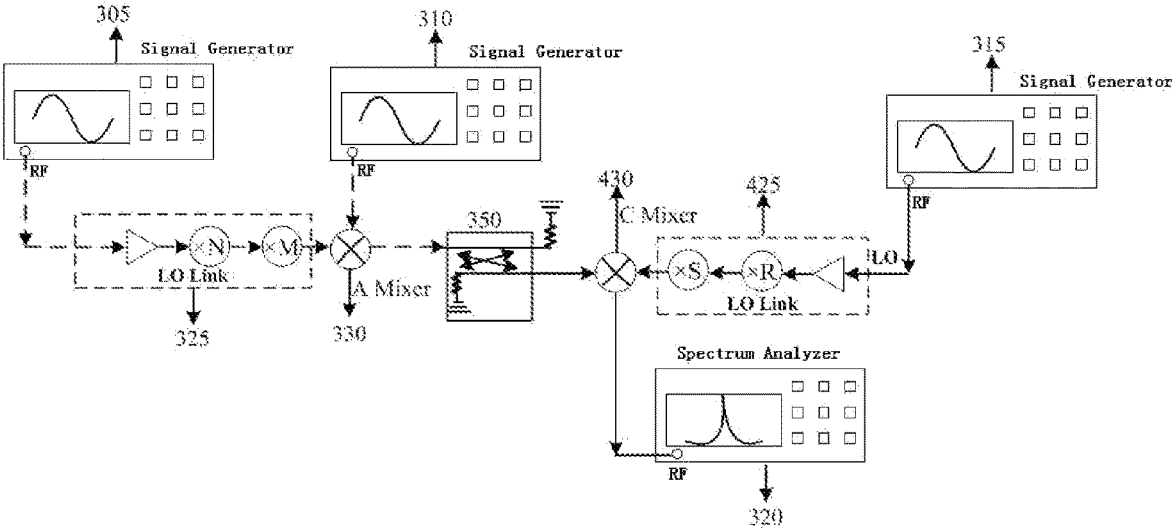 305
Signal Generator
RF
310
Signal Generator
RF
315
Signal Generator
RF
×N
×M
LO Link
325
A Mixer
330
350
430
C Mixer
425
×S
×R
LO
LO Link
Spectrum Analyzer
RF
320